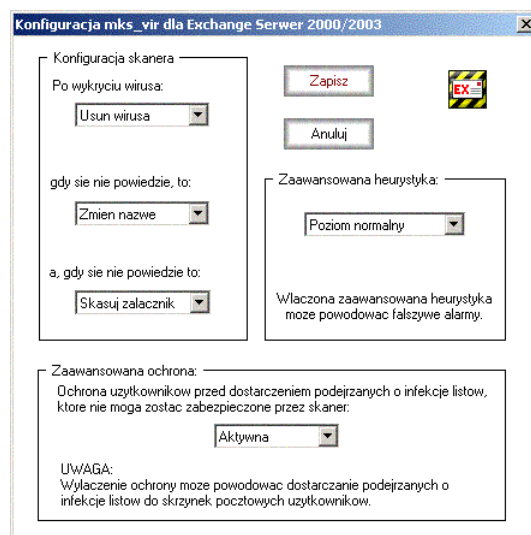 Konfiguracja mks_vir dla Exchange Serwer 2000/2003
Konfiguracja skanera
Po wykryciu wirusa:
Usun wirusa
gdy sie nie powiedzie, to:
Zmien nazwe
a, gdy sie nie powiedzie to:
Skasuj zalacznik
Zapisz
Anuluj
EX
Zaawansowana heurystyka:
Poziom normalny
Wlaczona zaawansowana heurystyka
moze powodowac falszywe alarmy.
Zaawansowana ochrona:
Ochrona uzytkownikow przed dostarczeniem podejrzanych o infekcje listow,
ktore nie moga zostac zabezpieczone przez skaner:
Aktywna
UWAGA:
Wylaczenie ochrony moze powodowac dostarczanie podejrzanych o
infekcje listow do skrzynek pocztowych uzytkownikow.